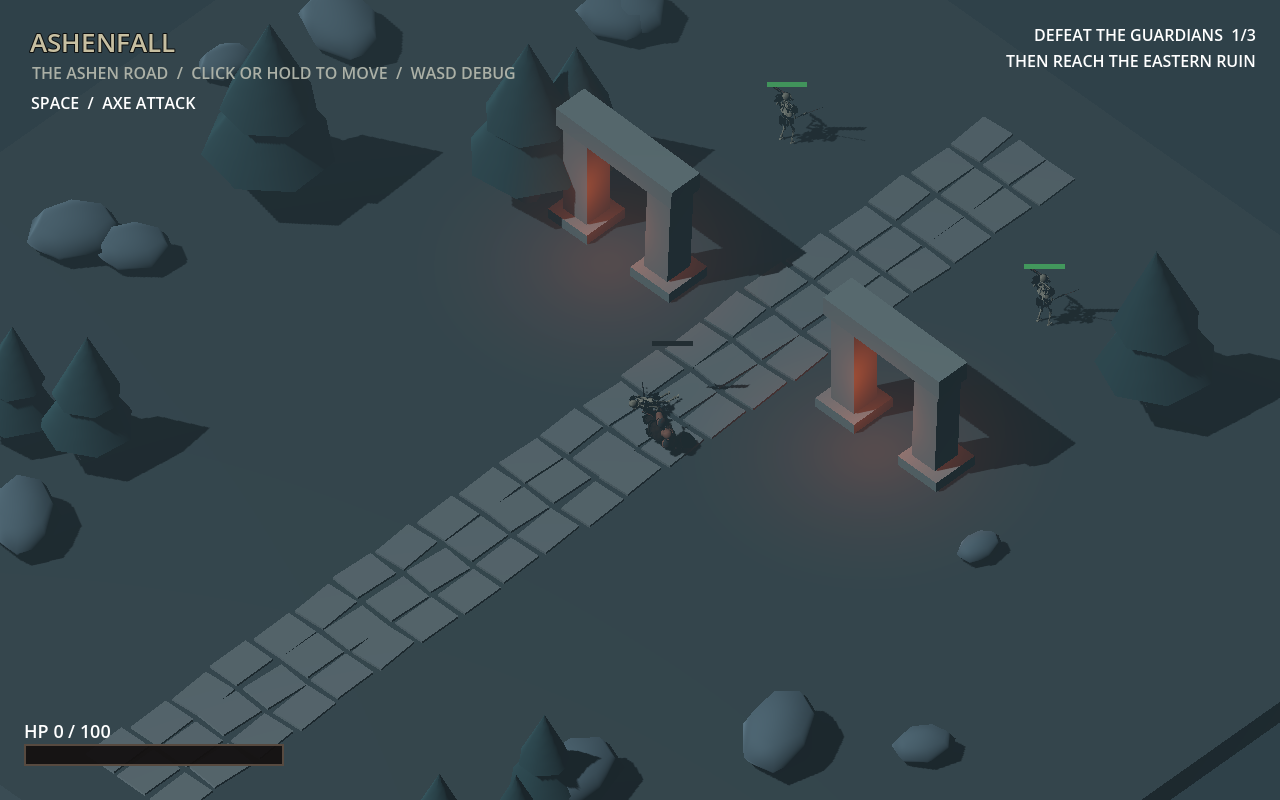 ASHENFALL
THE ASHEN ROAD / CLICK OR HOLD TO MOVE / WASD DEBUG
SPACE / AXE ATTACK
DEFEAT THE GUARDIANS 1/3
THEN REACH THE EASTERN RUIN
HP 0 / 100